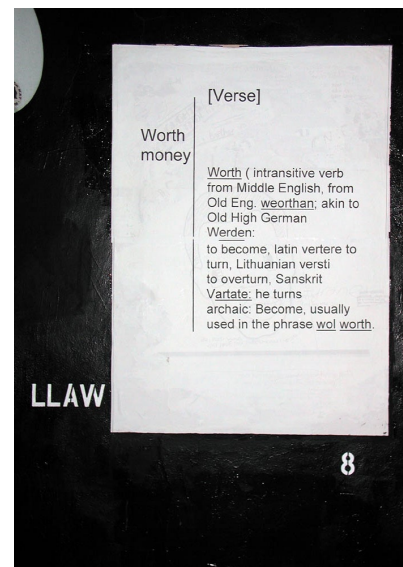 [Verse]
Worth
money
Worth ( intransitive verb
from Middle English, from
Old Eng. weorthan; akin to
Old High German
Werden:
to become, latin vertere to
turn, Lithuanian versti
to overturn, Sanskrit
Vartate: he turns
archaic: Become, usually
used in the phrase wol worth.
LLAW
8